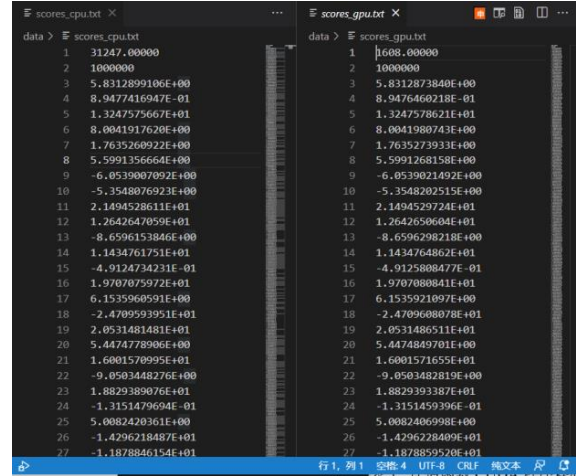 scores_cpu.txt
data > scores_cpu.txt
1 31247.00000
2 1000000
3 5.8312899106E+00
4 8.9477416947E-01
5 1.3247575667E+01
6 8.0041917620E+00
7 1.7635260922E+00
8 5.5991356664E+00
9 -6.0539007092E+00
10 -5.3548076923E+00
11 2.1494528611E+01
12 1.2642647059E+01
13 -8.6596153846E+00
14 1.1434761751E+01
15 -4.9124734231E-01
16 1.9707075972E+01
17 6.1535960591E+00
18 -2.4709593951E+01
19 2.0531481481E+01
20 5.4474778906E+00
21 1.6001570995E+01
22 -9.0503448276E+00
23 1.8829389076E+01
24 -1.3151479694E-01
25 5.0082420361E+00
26 -1.4296218487E+01
27 -1.1878846154E+01
scores_gpu.txt
data > scores_gpu.txt
1 1608.00000
2 1000000
3 5.8312873840E+00
4 8.9476460218E-01
5 1.3247578621E+01
6 8.0041980743E+00
7 1.7635273933E+00
8 5.5991268158E+00
9 -6.0539021492E+00
10 -5.3548202515E+00
11 2.1494529724E+01
12 1.2642650604E+01
13 -8.6596298218E+00
14 1.1434764862E+01
15 -4.9125808477E-01
16 1.9707080841E+01
17 6.1535921097E+00
18 -2.4709608078E+01
19 2.0531486511E+01
20 5.4474849701E+00
21 1.6001571655E+01
22 -9.0503482819E+00
23 1.8829393387E+01
24 -1.3151459396E-01
25 5.0082406998E+00
26 -1.4296228409E+01
27 -1.1878859520E+01
行 1, 列 1 空格: 4 UTF-8 CRLF 纯文本